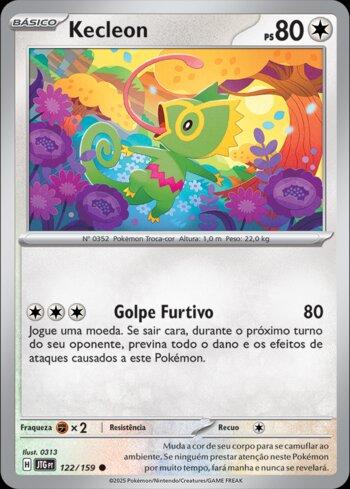 BÁSICO
Kecleon
PS 80
Nº 0352 Pokémon Troca-cor Altura: 1,0 m Peso: 22,0 kg
Golpe Furtivo 80
Jogue uma moeda. Se sair cara, durante o próximo turno
do seu oponente, previna todo o dano e os efeitos de
ataques causados a este Pokémon.
Fraqueza ×2 Resistência Recuo
Ilust. 0313
H JTG PT 122/159
Muda a cor de seu corpo para se camuflar ao
ambiente. Se ninguém prestar atenção a este Pokémon
por muito tempo, fará manha e nunca se revelará.
©2025 Pokémon/Nintendo/Creatures/GAME FREAK